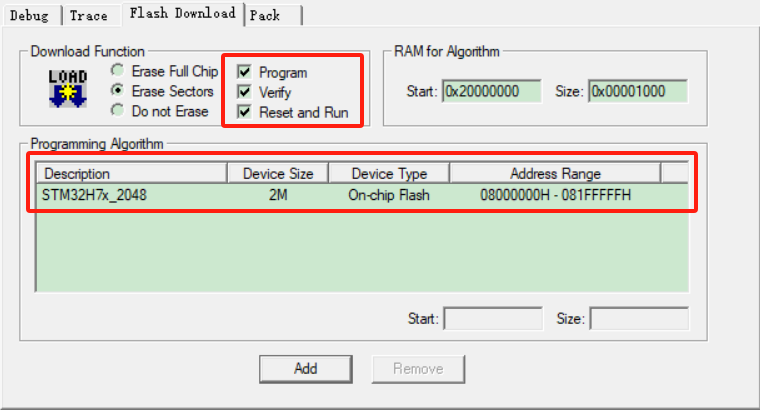 Debug Trace Flash Download Pack
Download Function
LOAD
Erase Full Chip
Erase Sectors
Do not Erase
Program
Verify
Reset and Run
RAM for Algorithm
Start: 0x20000000 Size: 0x00001000
Programming Algorithm
Description Device Size Device Type Address Range
STM32H7x_2048 2M On-chip Flash 08000000H - 081FFFFFH
Start: Size:
Add Remove